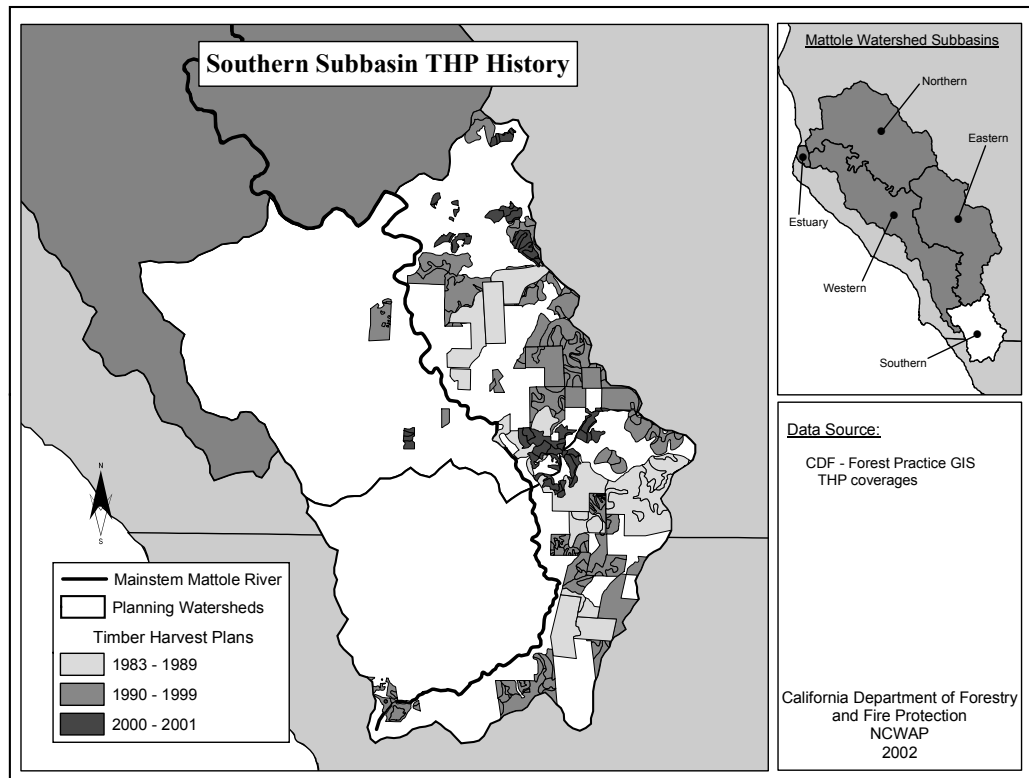 Southern Subbasin THP History
N
S
Mainstem Mattole River
Planning Watersheds
Timber Harvest Plans
1983 - 1989
1990 - 1999
2000 - 2001
Mattole Watershed Subbasins
Northern
Eastern
Estuary
Western
Southern
Data Source:
CDF - Forest Practice GIS
THP coverages
California Department of Forestry
and Fire Protection
NCWAP
2002